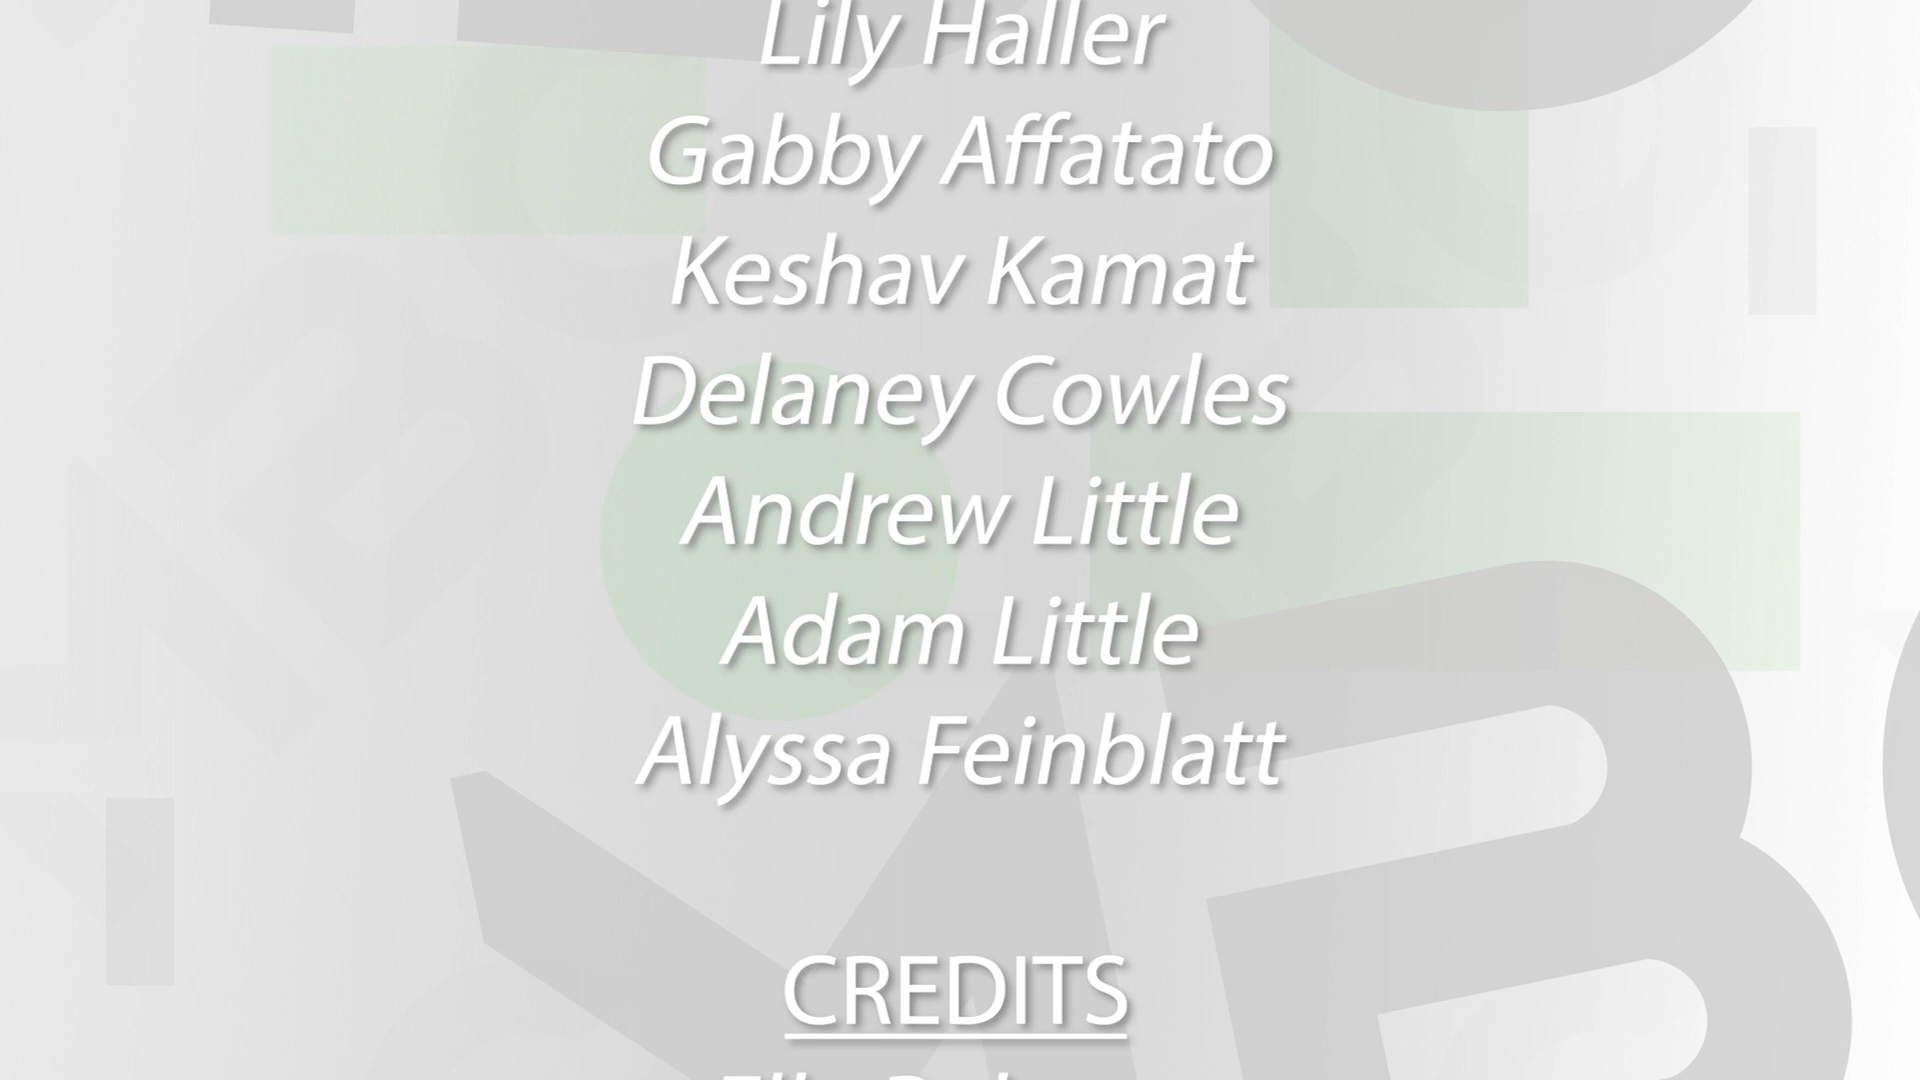 Lily Haller
Gabby Affatato
Keshav Kamat
Delaney Cowles
Andrew Little
Adam Little
Alyssa Feinblatt
CREDITS